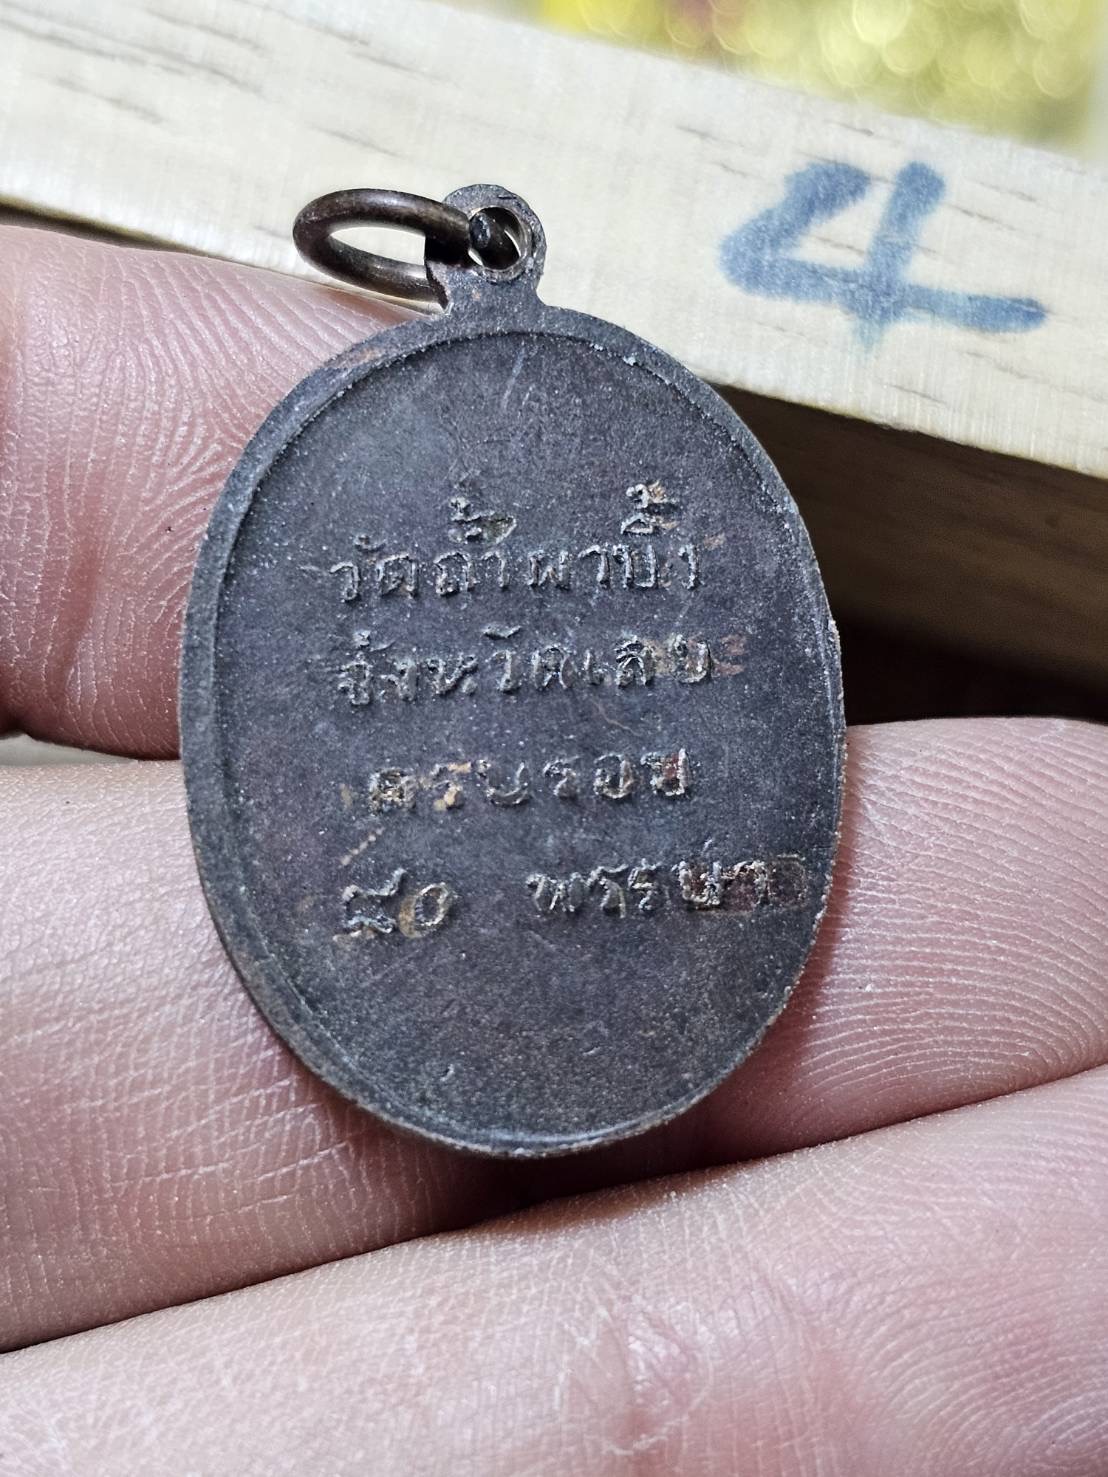 4
วัดถ้ำผาบิ้ง
จังหวัดเลย
ครบรอบ
๘๐ พรรษา